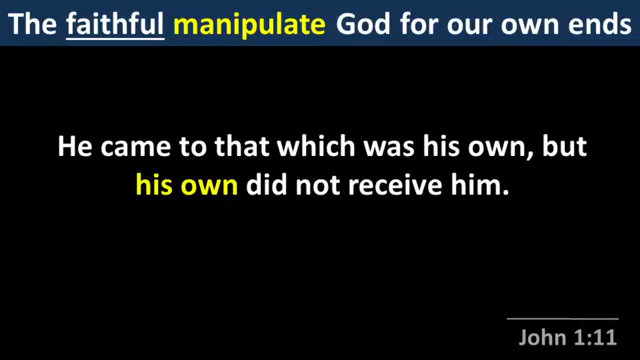 The faithful manipulate God for our own ends
He came to that which was his own, but
his own did not receive him.
John 1:11